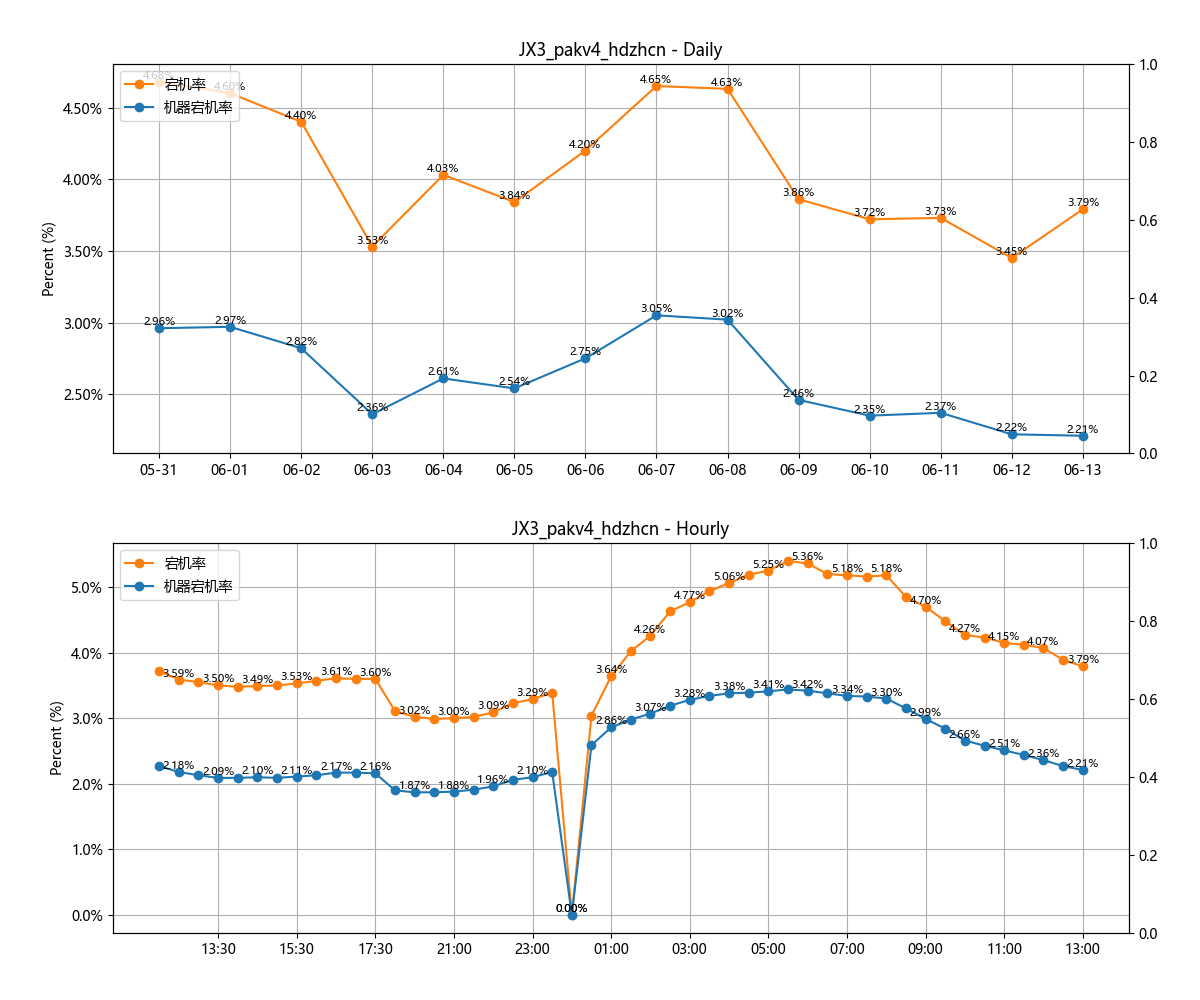 JX3_pakv4_hdzhcn - Daily
宕机率
机器宕机率
Percent (%)
4.50%
4.00%
3.50%
3.00%
2.50%
1.0
0.8
0.6
0.4
0.2
0.0
4.68% 4.60% 4.40% 3.53% 4.03% 3.84% 4.20% 4.65% 4.63% 3.86% 3.72% 3.73% 3.45% 3.79%
2.96% 2.97% 2.82% 2.36% 2.61% 2.54% 2.75% 3.05% 3.02% 2.46% 2.35% 2.37% 2.22% 2.21%
05-31 06-01 06-02 06-03 06-04 06-05 06-06 06-07 06-08 06-09 06-10 06-11 06-12 06-13
JX3_pakv4_hdzhcn - Hourly
宕机率
机器宕机率
Percent (%)
5.0%
4.0%
3.0%
2.0%
1.0%
0.0%
1.0
0.8
0.6
0.4
0.2
0.0
3.59% 3.50% 3.49% 3.53% 3.61% 3.60% 3.02% 3.00% 3.09% 3.29% 0.00% 3.64% 4.26% 4.77% 5.06% 5.25% 5.36% 5.18% 5.18% 4.70% 4.27% 4.15% 4.07% 3.79%
2.18% 2.09% 2.10% 2.11% 2.17% 2.16% 1.87% 1.88% 1.96% 2.10% 0.00% 2.86% 3.07% 3.28% 3.38% 3.41% 3.42% 3.34% 3.30% 2.99% 2.66% 2.51% 2.36% 2.21%
13:30 15:30 17:30 21:00 23:00 01:00 03:00 05:00 07:00 09:00 11:00 13:00